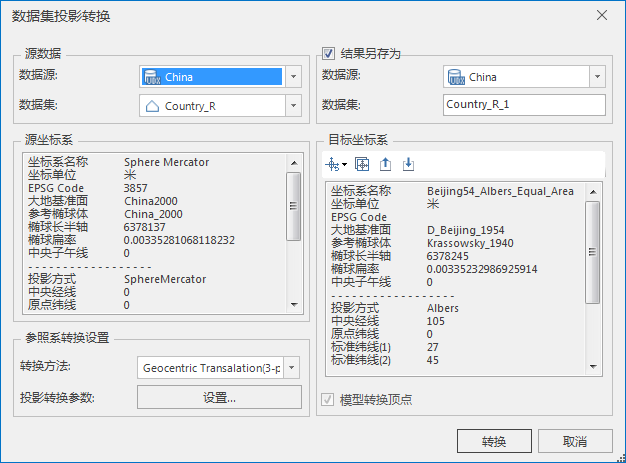 数据集投影转换
源数据
数据源: China
数据集: Country_R
结果另存为
数据源: China
数据集: Country_R_1
源坐标系
坐标系名称 Sphere Mercator
坐标单位 米
EPSG Code 3857
大地基准面 China2000
参考椭球体 China_2000
椭球长半轴 6378137
椭球扁率 0.00335281068118232
中央子午线 0
- - - - - - - - - - - - - - - - - - - -
投影方式 SphereMercator
中央经线 0
原点纬线 0
目标坐标系
坐标系名称 Beijing54_Albers_Equal_Area
坐标单位 米
EPSG Code
大地基准面 D_Beijing_1954
参考椭球体 Krassowsky_1940
椭球长半轴 6378245
椭球扁率 0.00335232986925914
中央子午线 0
- - - - - - - - - - - - - - - - - - - -
投影方式 Albers
中央经线 105
原点纬线 0
标准纬线(1) 27
标准纬线(2) 45
参照系转换设置
转换方法: Geocentric Transalation(3-p
投影转换参数: 设置...
模型转换顶点
转换 取消